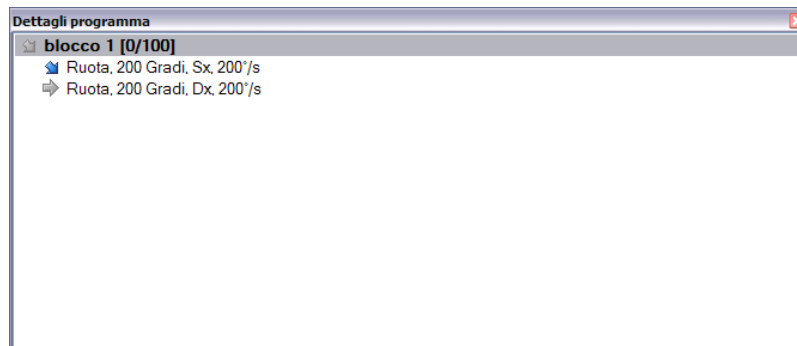 Dettagli programma
blocco 1 [0/100]
Ruota, 200 Gradi, Sx, 200°/s
Ruota, 200 Gradi, Dx, 200°/s